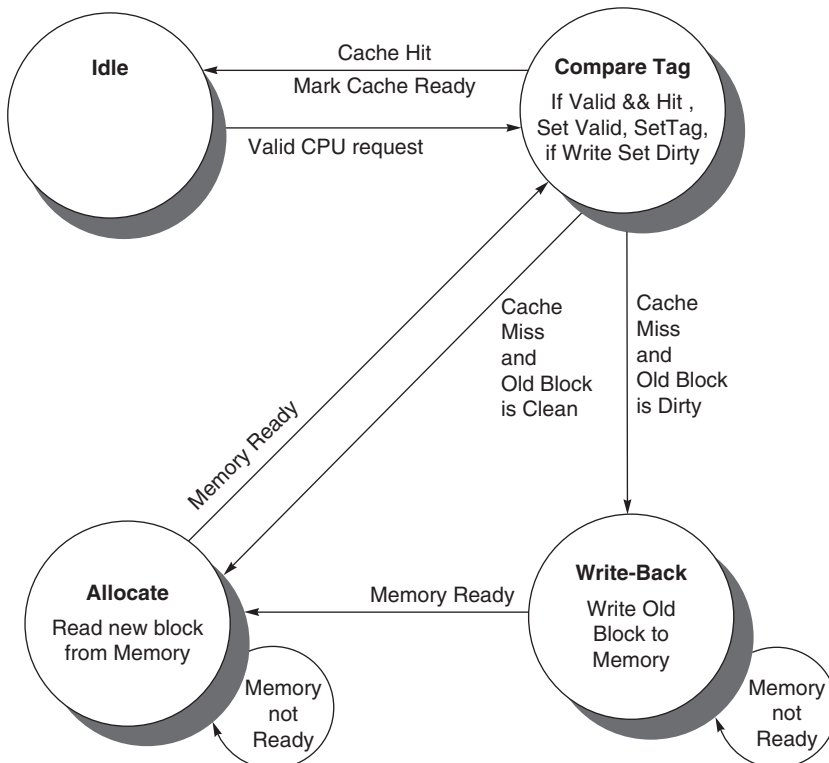 Idle
Cache Hit
Mark Cache Ready
Valid CPU request
Compare Tag
If Valid && Hit ,
Set Valid, SetTag,
if Write Set Dirty
Cache
Miss
and
Old Block
is Clean
Cache
Miss
and
Old Block
is Dirty
Memory Ready
Allocate
Read new block
from Memory
Memory
not
Ready
Memory Ready
Write-Back
Write Old
Block to
Memory
Memory
not
Ready